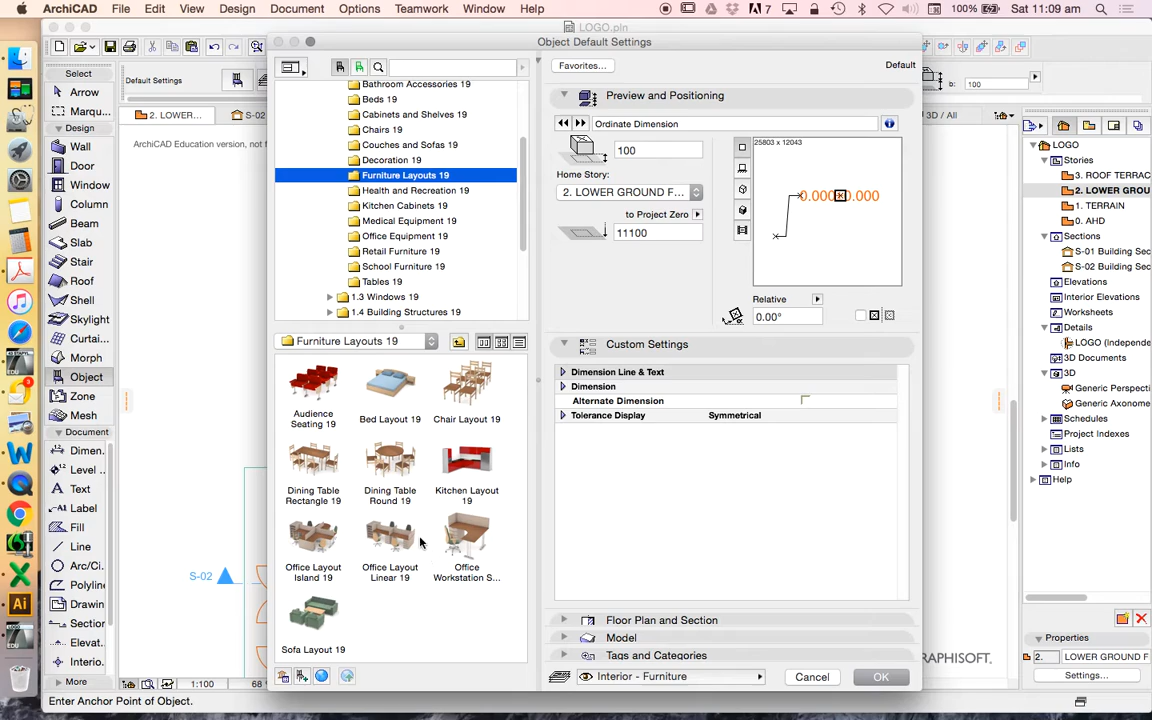 ArchiCAD File Edit View Design Document Options Teamwork Window Help
7 100% Sat 11:09 am
LOGO.pln
Object Default Settings
Select
Arrow
Marqu...
Design
Wall
Door
Window
Column
Beam
Slab
Stair
Roof
Shell
Skylight
Curtai...
Morph
Object
Zone
Mesh
Document
Dimen...
Level ...
Text
Label
Fill
Line
Arc/Ci...
Polyline
Drawin
Section
Elevat...
Interio...
More
Default Settings
2. LOWER...
S-02
ArchiCAD Education version, not f
S-02
1:100
68
Enter Anchor Point of Object.
Bathroom Accessories 19
Beds 19
Cabinets and Shelves 19
Chairs 19
Couches and Sofas 19
Decoration 19
Furniture Layouts 19
Health and Recreation 19
Kitchen Cabinets 19
Medical Equipment 19
Office Equipment 19
Retail Furniture 19
School Furniture 19
Tables 19
1.3 Windows 19
1.4 Building Structures 19
Furniture Layouts 19
Audience Seating 19
Bed Layout 19
Chair Layout 19
Dining Table Rectangle 19
Dining Table Round 19
Kitchen Layout 19
Office Layout Island 19
Office Layout Linear 19
Office Workstation S...
Sofa Layout 19
Favorites...
Default
Preview and Positioning
Ordinate Dimension
100
Home Story:
2. LOWER GROUND F...
to Project Zero
11100
25803 x 12043
Relative
0.00°
Custom Settings
Dimension Line & Text
Dimension
Alternate Dimension
Tolerance Display Symmetrical
Floor Plan and Section
Model
Tags and Categories
Interior - Furniture
Cancel
OK
b: 100
3D / All
LOGO
Stories
3. ROOF TERRAC
2. LOWER GROU
1. TERRAIN
0. AHD
Sections
S-01 Building Sec
S-02 Building Sec
Elevations
Interior Elevations
Worksheets
Details
LOGO (Indepen
3D Documents
3D
Generic Perspecti
Generic Axonome
Schedules
Project Indexes
Lists
Info
Help
Properties
2. LOWER GROUND F
Settings...
RAPHISOFT.